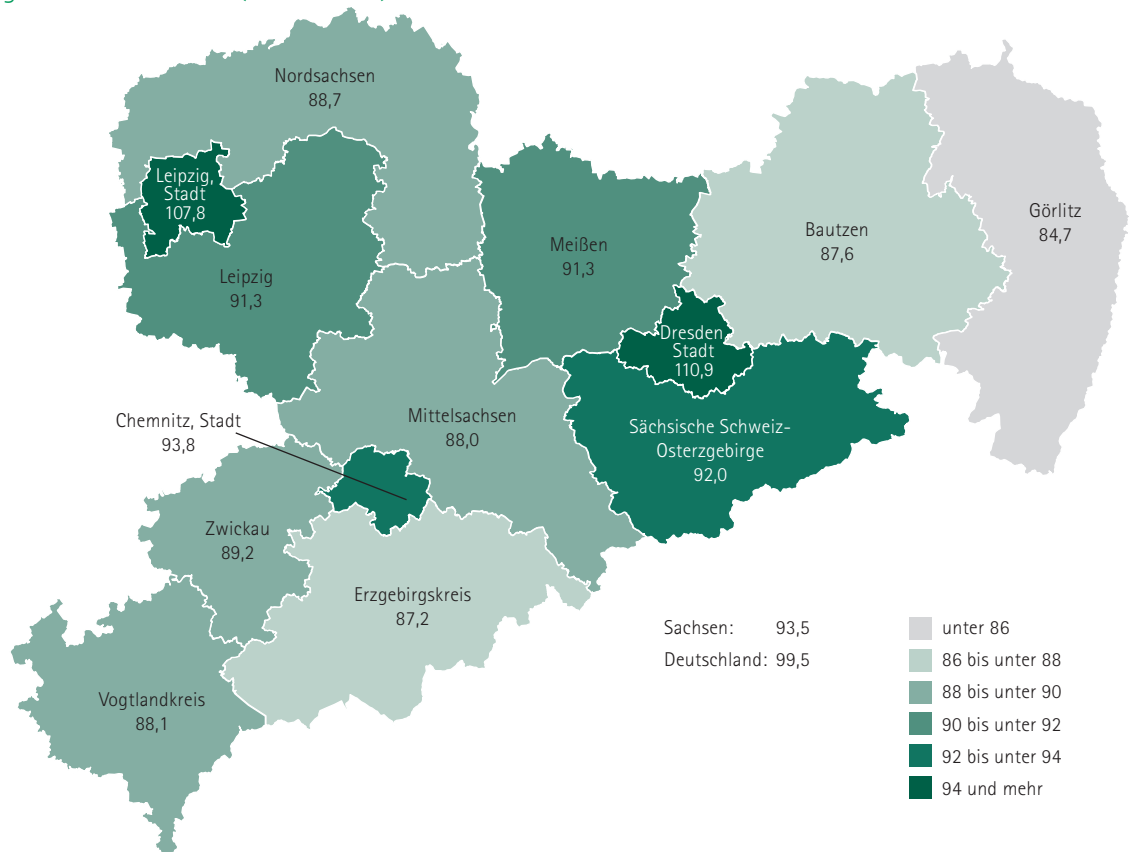 Nordsachsen
88,7
Leipzig,
Stadt
107,8
Leipzig
91,3
Meißen
91,3
Bautzen
87,6
Görlitz
84,7
Dresden,
Stadt
110,9
Chemnitz, Stadt
93,8
Mittelsachsen
88,0
Sächsische Schweiz-
Osterzgebirge
92,0
Zwickau
89,2
Erzgebirgskreis
87,2
Vogtlandkreis
88,1
Sachsen: 93,5
Deutschland: 99,5
unter 86
86 bis unter 88
88 bis unter 90
90 bis unter 92
92 bis unter 94
94 und mehr